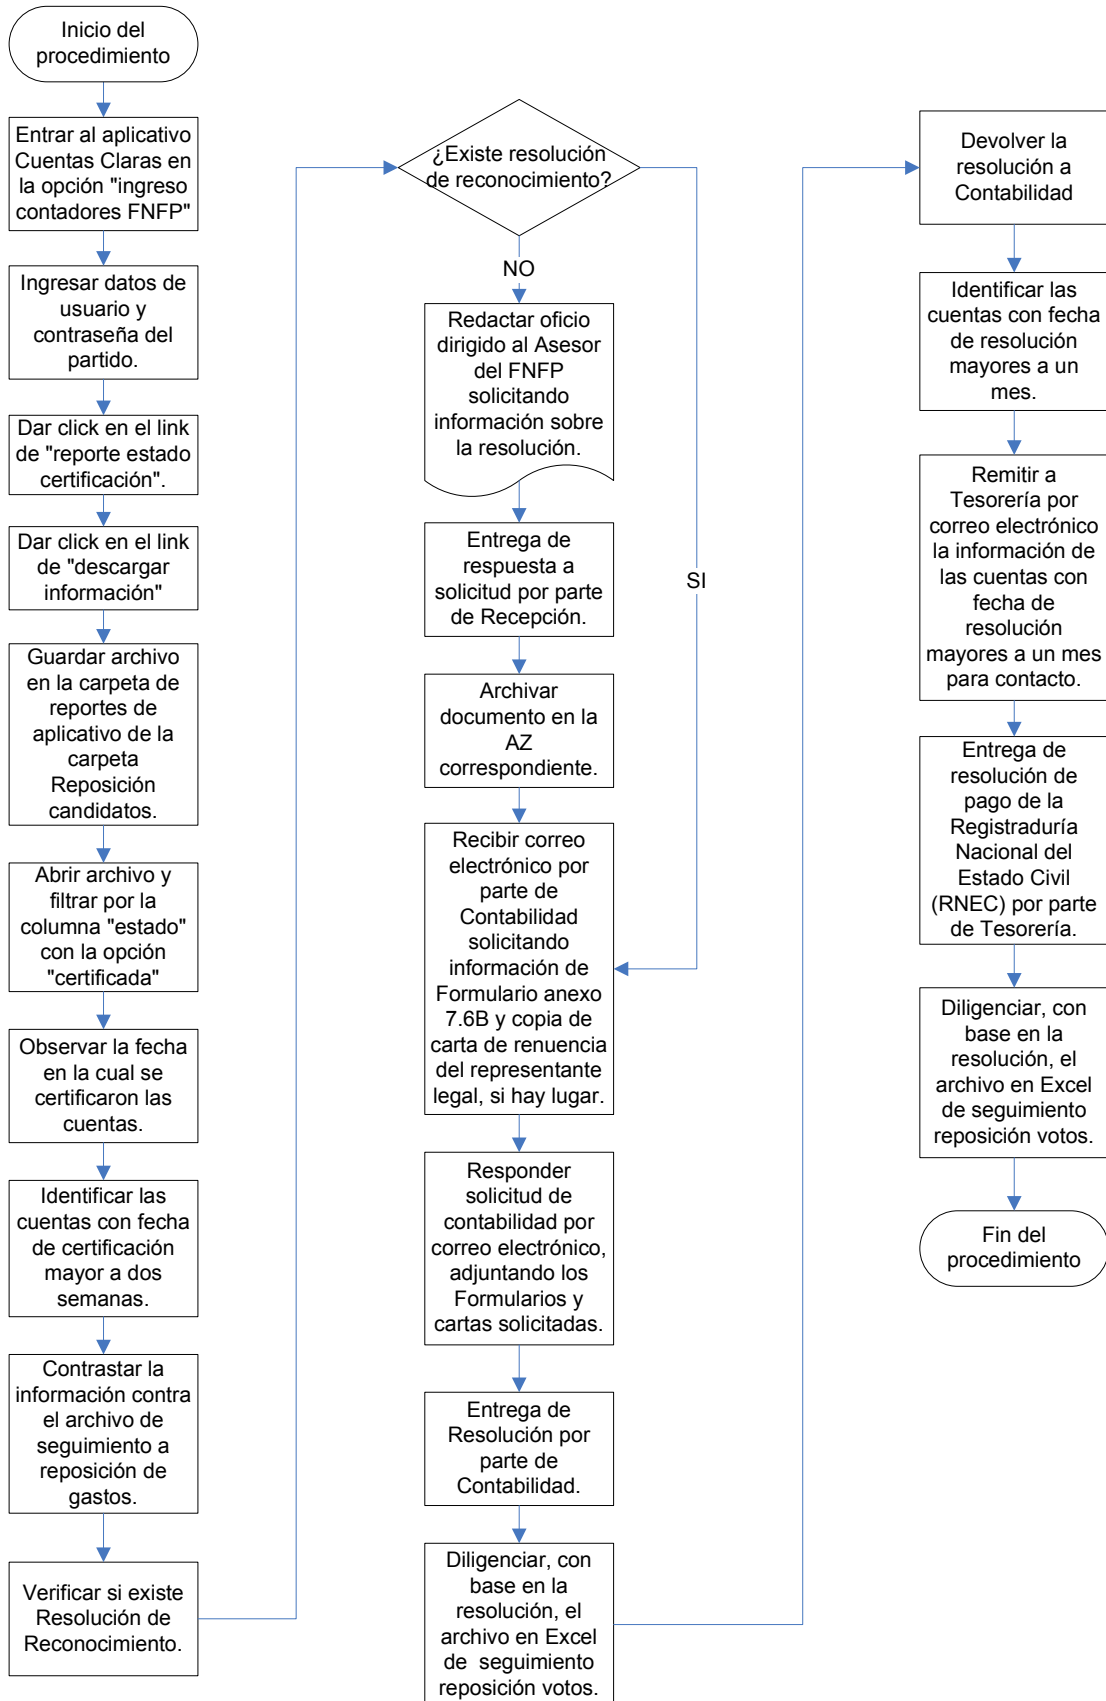 Inicio del
procedimiento
Entrar al aplicativo
Cuentas Claras en
la opción "ingreso
contadores FNFP"
Ingresar datos de
usuario y
contraseña del
partido.
Dar click en el link
de "reporte estado
certificación".
Dar click en el link
de "descargar
información"
Guardar archivo
en la carpeta de
reportes de
aplicativo de la
carpeta
Reposición
candidatos.
Abrir archivo y
filtrar por la
columna "estado"
con la opción
"certificada"
Observar la fecha
en la cual se
certificaron las
cuentas.
Identificar las
cuentas con fecha
de certificación
mayor a dos
semanas.
Contrastar la
información contra
el archivo de
seguimiento a
reposición de
gastos.
Verificar si existe
Resolución de
Reconocimiento.
¿Existe resolución
de reconocimiento?
NO
SI
Redactar oficio
dirigido al Asesor
del FNFP
solicitando
información sobre
la resolución.
Entrega de
respuesta a
solicitud por parte
de Recepción.
Archivar
documento en la
AZ
correspondiente.
Recibir correo
electrónico por
parte de
Contabilidad
solicitando
información de
Formulario anexo
7.6B y copia de
carta de renuencia
del representante
legal, si hay lugar.
Responder
solicitud de
contabilidad por
correo electrónico,
adjuntando los
Formularios y
cartas solicitadas.
Entrega de
Resolución por
parte de
Contabilidad.
Diligenciar, con
base en la
resolución, el
archivo en Excel
de seguimiento
reposición votos.
Devolver la
resolución a
Contabilidad
Identificar las
cuentas con fecha
de resolución
mayores a un
mes.
Remitir a
Tesorería por
correo electrónico
la información de
las cuentas con
fecha de
resolución
mayores a un mes
para contacto.
Entrega de
resolución de
pago de la
Registraduría
Nacional del
Estado Civil
(RNEC) por parte
de Tesorería.
Diligenciar, con
base en la
resolución, el
archivo en Excel
de seguimiento
reposición votos.
Fin del
procedimiento